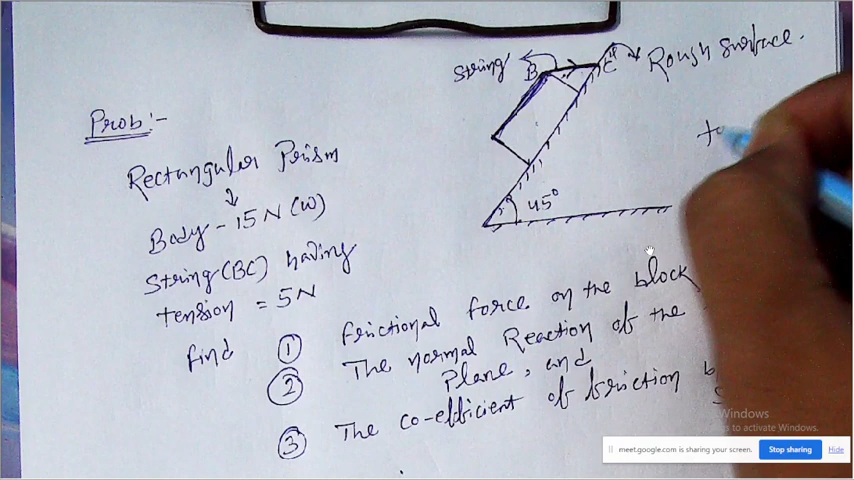 String B C Rough surface.
Prob:-
Rectangular Prism
Body - 15 N (W)
45°
String (BC) having
tension = 5N
find ① frictional force on the block
② The normal Reaction of the
Plane, and
③ The co-efficient of friction
Windows
to activate Windows.
meet.google.com is sharing your screen. Stop sharing Hide